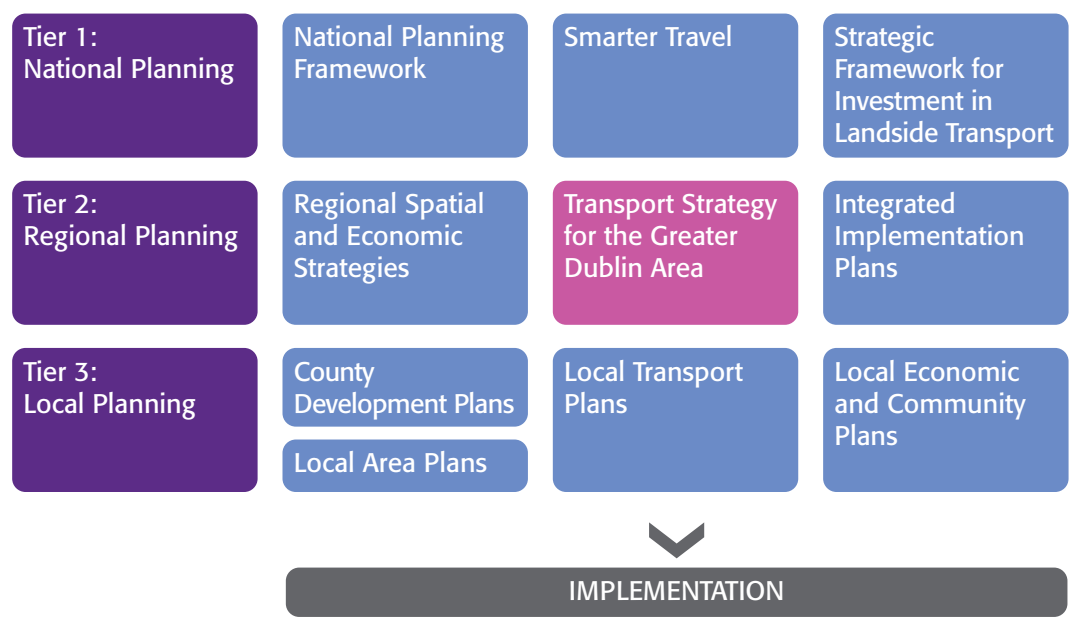 Tier 1:
National Planning
National Planning
Framework
Smarter Travel
Strategic
Framework for
Investment in
Landside Transport
Tier 2:
Regional Planning
Regional Spatial
and Economic
Strategies
Transport Strategy
for the Greater
Dublin Area
Integrated
Implementation
Plans
Tier 3:
Local Planning
County
Development Plans
Local Area Plans
Local Transport
Plans
Local Economic
and Community
Plans
IMPLEMENTATION